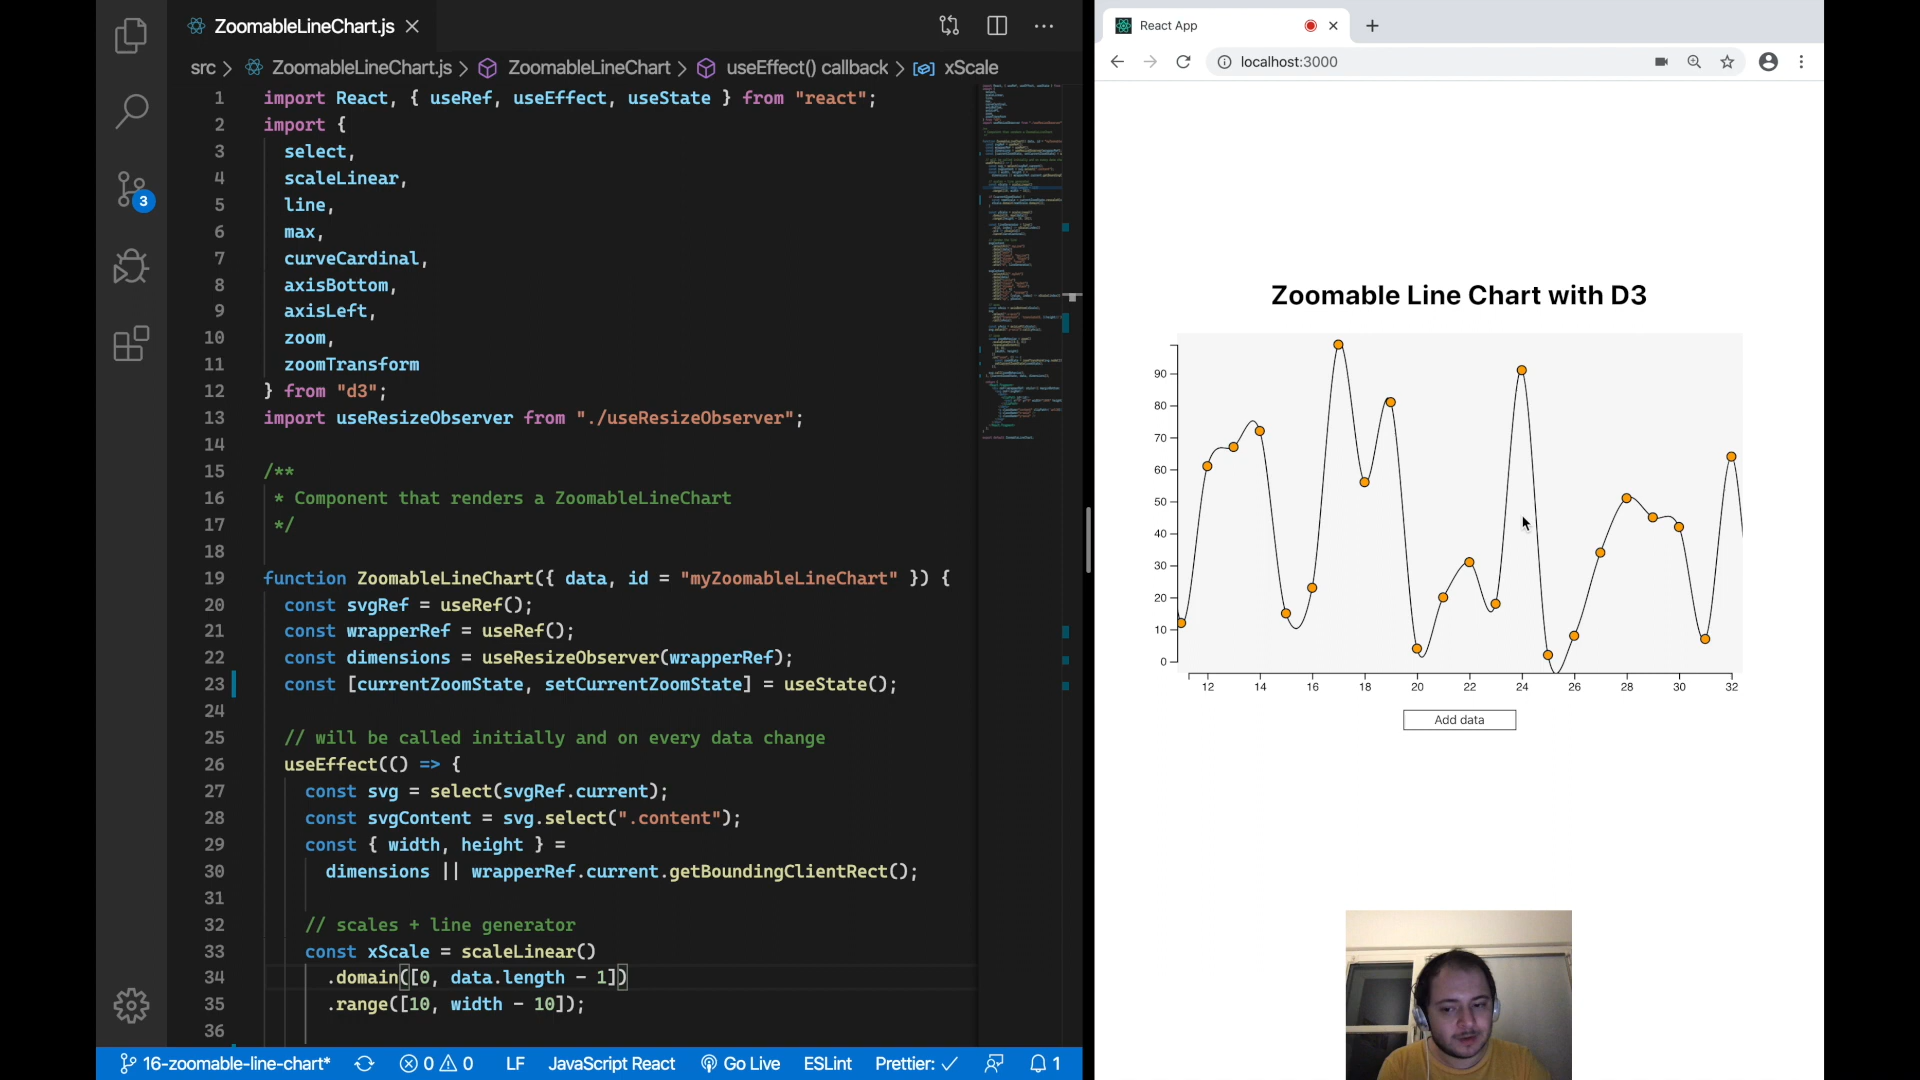 ZoomableLineChart.js
src > ZoomableLineChart.js > ZoomableLineChart > useEffect() callback > xScale
1 import React, { useRef, useEffect, useState } from "react";
2 import {
3 select,
4 scaleLinear,
5 line,
6 max,
7 curveCardinal,
8 axisBottom,
9 axisLeft,
10 zoom,
11 zoomTransform
12 } from "d3";
13 import useResizeObserver from "./useResizeObserver";
14
15 /**
16 * Component that renders a ZoomableLineChart
17 */
18
19 function ZoomableLineChart({ data, id = "myZoomableLineChart" }) {
20 const svgRef = useRef();
21 const wrapperRef = useRef();
22 const dimensions = useResizeObserver(wrapperRef);
23 const [currentZoomState, setCurrentZoomState] = useState();
24
25 // will be called initially and on every data change
26 useEffect(() => {
27 const svg = select(svgRef.current);
28 const svgContent = svg.select(".content");
29 const { width, height } =
30 dimensions || wrapperRef.current.getBoundingClientRect();
31
32 // scales + line generator
33 const xScale = scaleLinear()
34 .domain([0, data.length - 1])
35 .range([10, width - 10]);
36
3
16-zoomable-line-chart* 0 0 LF JavaScript React Go Live ESLint Prettier: ✓ 1
React App
localhost:3000
Zoomable Line Chart with D3
90
80
70
60
50
40
30
20
10
0
12 14 16 18 20 22 24 26 28 30 32
Add data